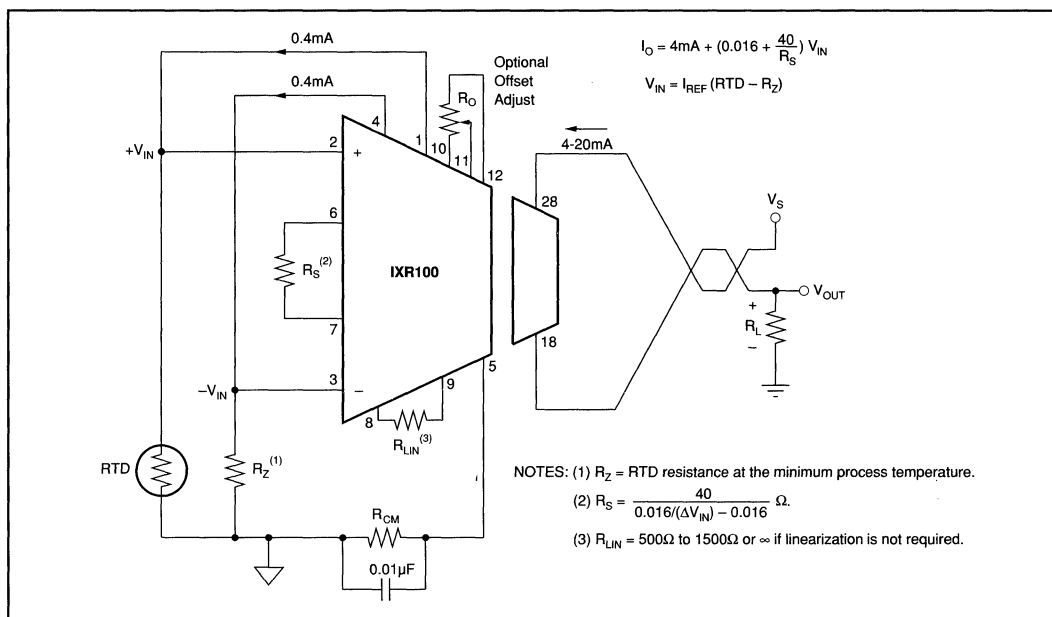 0.4mA
0.4mA
Optional
Offset
Adjust
R_O
I_O = 4mA + (0.016 + 40/R_S) V_IN
V_IN = I_REF (RTD – R_Z)
4
1
10
11
12
4-20mA
+V_IN
2
+
6
R_S (2)
IXR100
7
28
V_S
V_OUT
+
R_L
–
18
5
3
–
–V_IN
9
8
R_LIN (3)
RTD
R_Z (1)
R_CM
0.01µF
NOTES: (1) R_Z = RTD resistance at the minimum process temperature.
(2) R_S = 40 / 0.016/(ΔV_IN) – 0.016 Ω.
(3) R_LIN = 500Ω to 1500Ω or ∞ if linearization is not required.